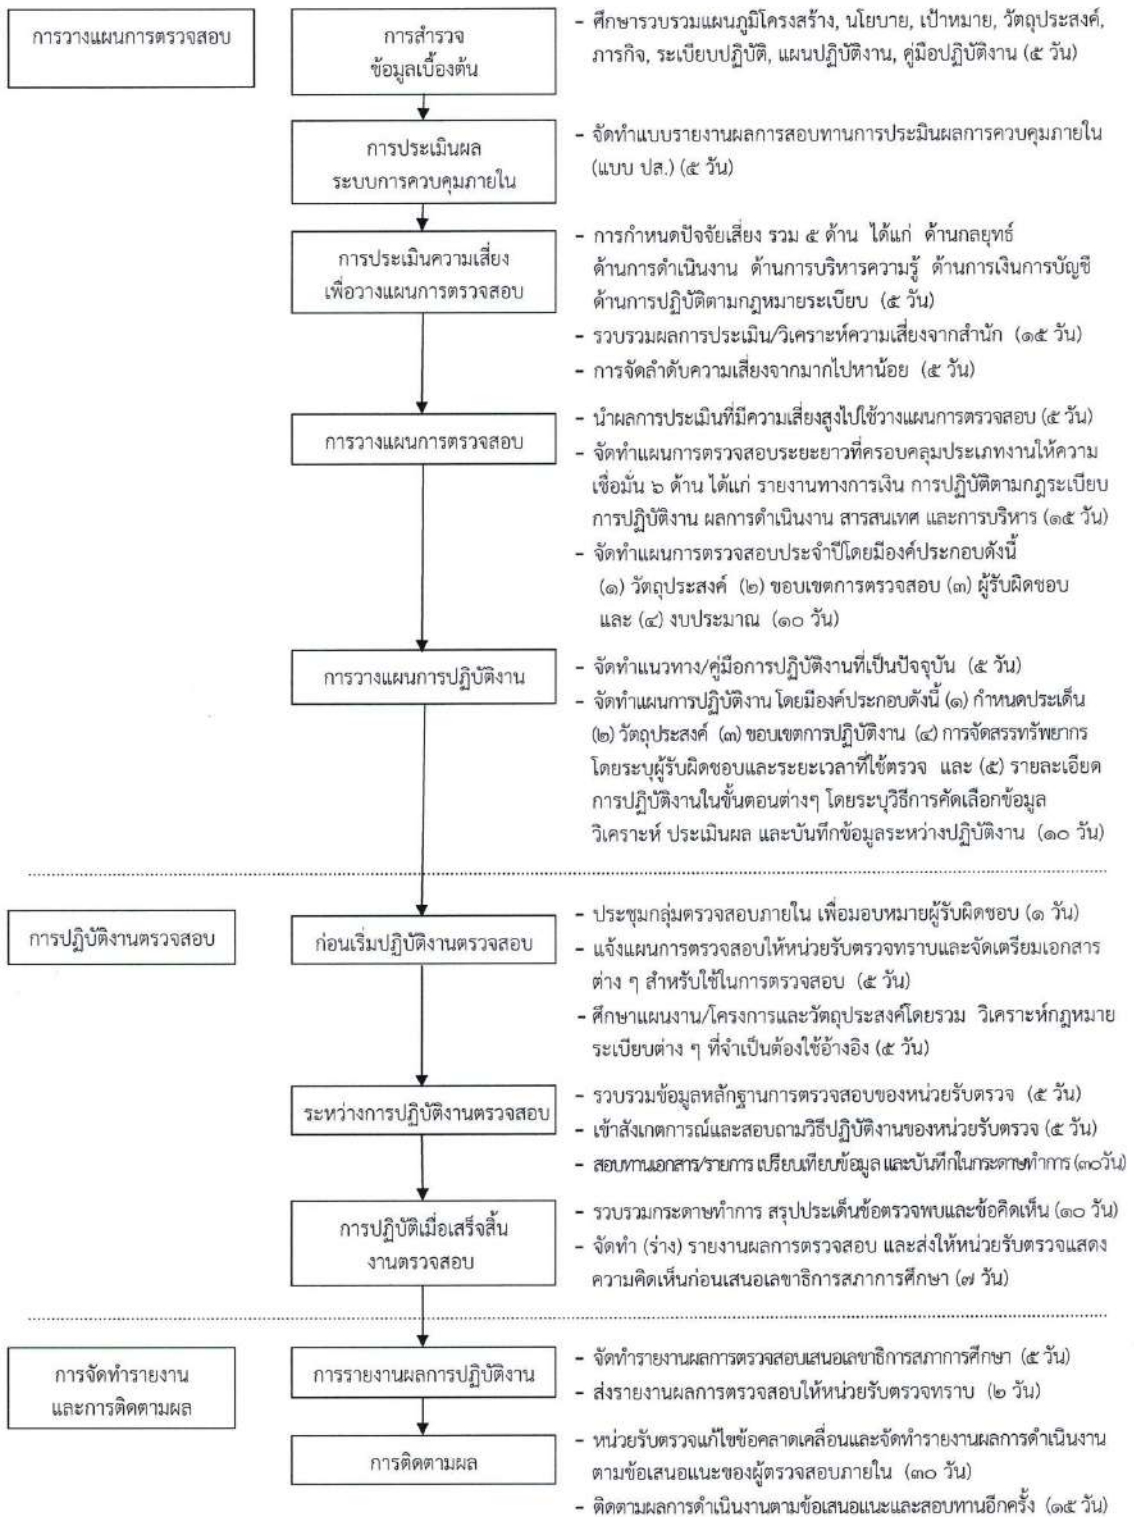 การวางแผนการตรวจสอบ
การสำรวจ
ข้อมูลเบื้องต้น
- ศึกษารวบรวมแผนภูมิโครงสร้าง, นโยบาย, เป้าหมาย, วัตถุประสงค์,
ภารกิจ, ระเบียบปฏิบัติ, แผนปฏิบัติงาน, คู่มือปฏิบัติงาน (๕ วัน)
การประเมินผล
ระบบการควบคุมภายใน
- จัดทำแบบรายงานผลการสอบทานการประมินผลการควบคุมภายใน
(แบบ ปส.) (๕ วัน)
การประเมินความเสี่ยง
เพื่อวางแผนการตรวจสอบ
- การกำหนดปัจจัยเสี่ยง รวม ๕ ด้าน ได้แก่ ด้านกลยุทธ์
ด้านการดำเนินงาน ด้านการบริหารความรู้ ด้านการเงินการบัญชี
ด้านการปฏิบัติตามกฎหมายระเบียบ (๕ วัน)
- รวบรวมผลการประเมิน/วิเคราะห์ความเสี่ยงจากสำนัก (๑๕ วัน)
- การจัดลำดับความเสี่ยงจากมากไปหาน้อย (๕ วัน)
การวางแผนการตรวจสอบ
- นำผลการประเมินที่มีความเสี่ยงสูงไปใช้วางแผนการตรวจสอบ (๕ วัน)
- จัดทำแผนการตรวจสอบระยะยาวที่ครอบคลุมประเภทงานให้ความ
เชื่อมั่น ๖ ด้าน ได้แก่ รายงานทางการเงิน การปฏิบัติตามกฎระเบียบ
การปฏิบัติงาน ผลการดำเนินงาน สารสนเทศ และการบริหาร (๑๕ วัน)
- จัดทำแผนการตรวจสอบประจำปีโดยมีองค์ประกอบดังนี้
(๑) วัตถุประสงค์ (๒) ขอบเขตการตรวจสอบ (๓) ผู้รับผิดชอบ
และ (๔) งบประมาณ (๑๐ วัน)
การวางแผนการปฏิบัติงาน
- จัดทำแนวทาง/คู่มือการปฏิบัติงานที่เป็นปัจจุบัน (๕ วัน)
- จัดทำแผนการปฏิบัติงาน โดยมีองค์ประกอบดังนี้ (๑) กำหนดประเด็น
(๒) วัตถุประสงค์ (๓) ขอบเขตการปฏิบัติงาน (๔) การจัดสรรทรัพยากร
โดยระบุผู้รับผิดชอบและระยะเวลาที่ใช้ตรวจ และ (๕) รายละเอียด
การปฏิบัติงานในขั้นตอนต่างๆ โดยระบุวิธีการคัดเลือกข้อมูล
วิเคราะห์ ประเมินผล และบันทึกข้อมูลระหว่างปฏิบัติงาน (๑๐ วัน)
การปฏิบัติงานตรวจสอบ
ก่อนเริ่มปฏิบัติงานตรวจสอบ
- ประชุมกลุ่มตรวจสอบภายใน เพื่อมอบหมายผู้รับผิดชอบ (๑ วัน)
- แจ้งแผนการตรวจสอบให้หน่วยรับตรวจทราบและจัดเตรียมเอกสาร
ต่าง ๆ สำหรับใช้ในการตรวจสอบ (๕ วัน)
- ศึกษาแผนงาน/โครงการและวัตถุประสงค์โดยรวม วิเคราะห์กฎหมาย
ระเบียบต่าง ๆ ที่จำเป็นต้องใช้อ้างอิง (๕ วัน)
ระหว่างการปฏิบัติงานตรวจสอบ
- รวบรวมข้อมูลหลักฐานการตรวจสอบของหน่วยรับตรวจ (๕ วัน)
- เข้าสังเกตการณ์และสอบถามวิธีปฏิบัติงานของหน่วยรับตรวจ (๕ วัน)
- สอบทานเอกสาร/รายการ เปรียบเทียบข้อมูล และบันทึกในกระดาษทำการ (๓๐วัน)
การปฏิบัติเมื่อเสร็จสิ้น
งานตรวจสอบ
- รวบรวมกระดาษทำการ สรุปประเด็นข้อตรวจพบและข้อคิดเห็น (๑๐ วัน)
- จัดทำ (ร่าง) รายงานผลการตรวจสอบ และส่งให้หน่วยรับตรวจแสดง
ความคิดเห็นก่อนเสนอเลขาธิการสภาการศึกษา (๗ วัน)
การจัดทำรายงาน
และการติดตามผล
การรายงานผลการปฏิบัติงาน
- จัดทำรายงานผลการตรวจสอบเสนอเลขาธิการสภาการศึกษา (๕ วัน)
- ส่งรายงานผลการตรวจสอบให้หน่วยรับตรวจทราบ (๒ วัน)
การติดตามผล
- หน่วยรับตรวจแก้ไขข้อคลาดเคลื่อนและจัดทำรายงานผลการดำเนินงาน
ตามข้อเสนอแนะของผู้ตรวจสอบภายใน (๓๐ วัน)
- ติดตามผลการดำเนินงานตามข้อเสนอแนะและสอบทานอีกครั้ง (๑๕ วัน)